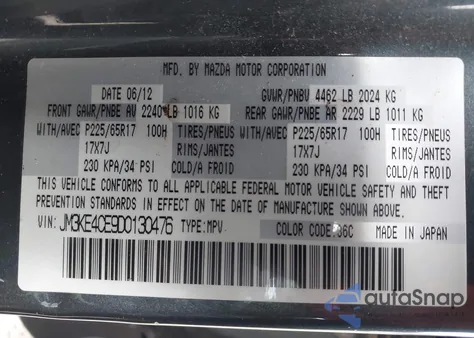 MFD. BY MAZDA MOTOR CORPORATION
DATE 06/12 GVWR/PNBV 4462 LB 2024 KG
FRONT GAWR/PNBE AV 2240 LB 1016 KG REAR GAWR/PNBE AR 2229 LB 1011 KG
WITH/AVEC P225/65R17 100H TIRES/PNEUS WITH/AVEC P225/65R17 100H TIRES/PNEUS
17X7J RIMS/JANTES 17X7J RIMS/JANTES
230 KPA/34 PSI COLD/A FROID 230 KPA/34 PSI COLD/A FROID
THIS VEHICLE CONFORMS TO ALL APPLICABLE FEDERAL MOTOR VEHICLE SAFETY AND THEFT
PREVENTION STANDARDS IN EFFECT ON THE DATE OF MANUFACTURE SHOWN ABOVE.
VIN: JM3KE4CE9D0130476 TYPE:MPV COLOR CODE: MADE IN JAPAN
autoSnap